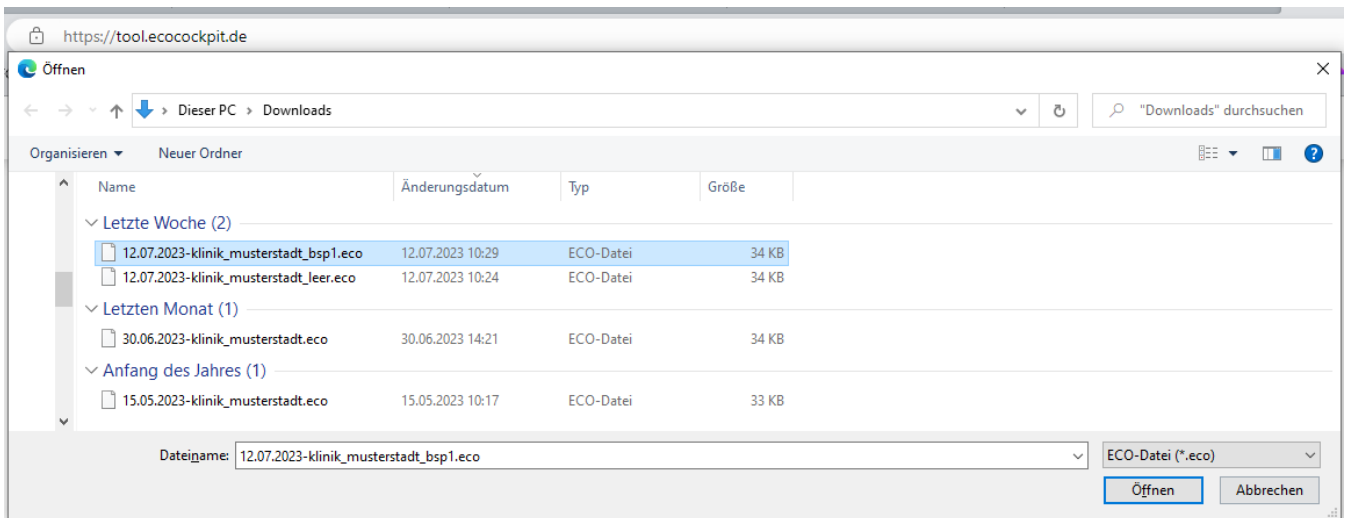 https://tool.ecocockpit.de
Öffnen
Dieser PC > Downloads
"Downloads" durchsuchen
Organisieren
Neuer Ordner
Name Änderungsdatum Typ Größe
Letzte Woche (2)
12.07.2023-klinik_musterstadt_bsp1.eco 12.07.2023 10:29 ECO-Datei 34 KB
12.07.2023-klinik_musterstadt_leer.eco 12.07.2023 10:24 ECO-Datei 34 KB
Letzten Monat (1)
30.06.2023-klinik_musterstadt.eco 30.06.2023 14:21 ECO-Datei 34 KB
Anfang des Jahres (1)
15.05.2023-klinik_musterstadt.eco 15.05.2023 10:17 ECO-Datei 33 KB
Dateiname: 12.07.2023-klinik_musterstadt_bsp1.eco ECO-Datei (*.eco)
Öffnen Abbrechen